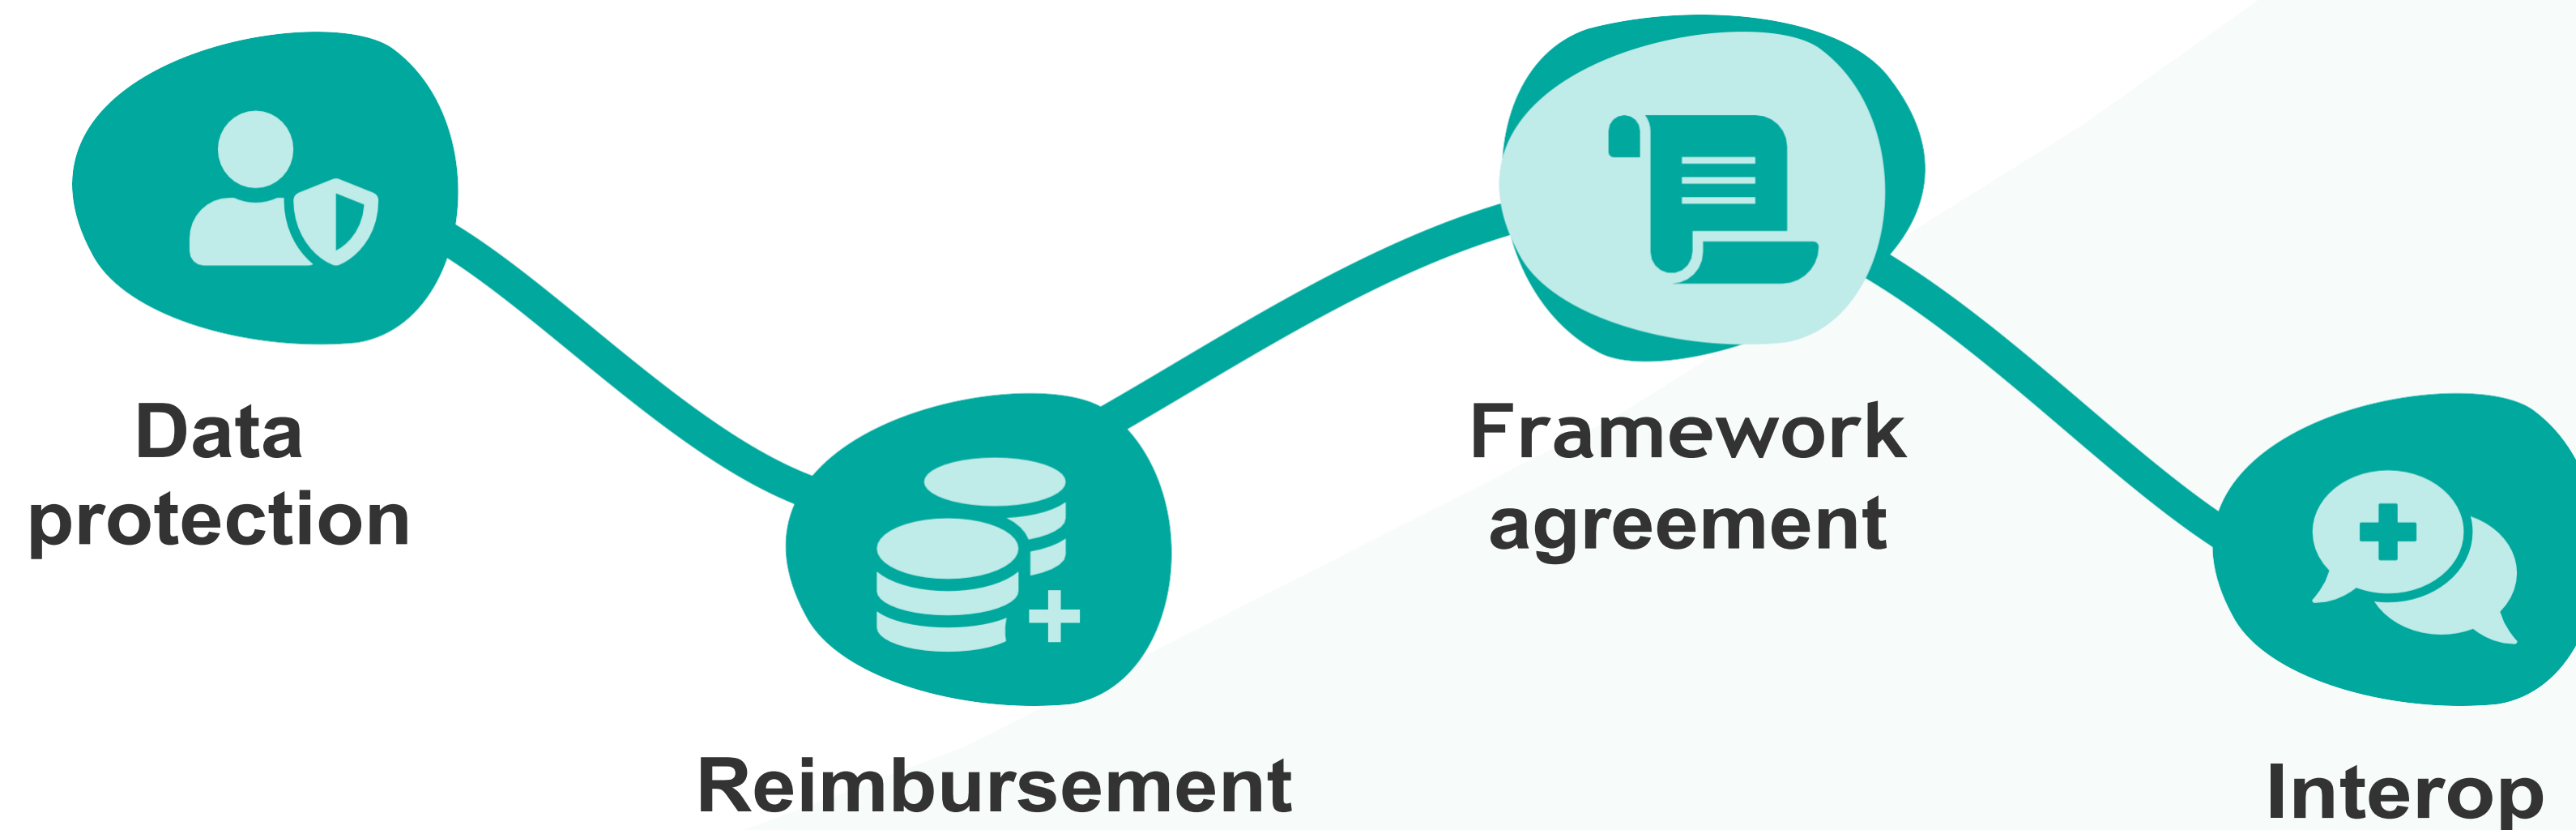 Data
protection
Reimbursement
Framework
agreement
Interop